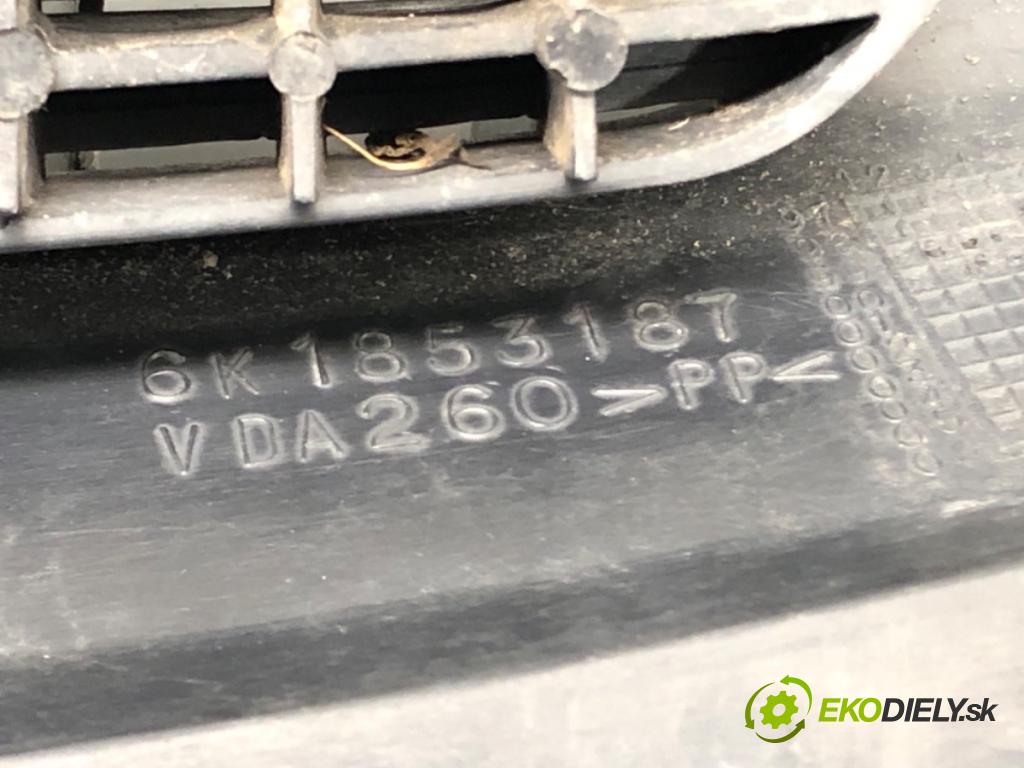 6K1853187
VDA260 >PP<
EKODIELY.sk